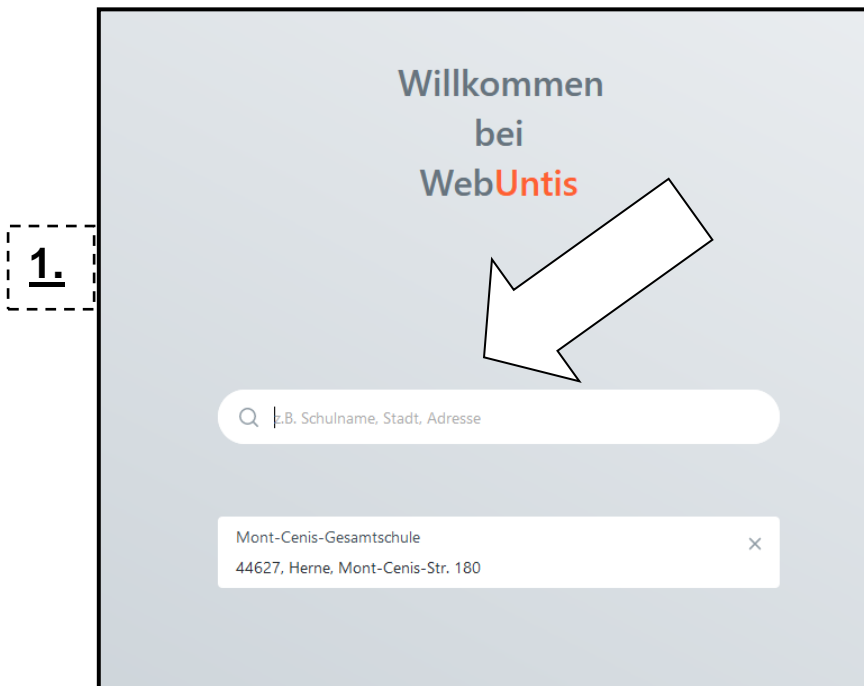 Willkommen
bei
WebUntis
1.
z.B. Schulname, Stadt, Adresse
Mont-Cenis-Gesamtschule
44627, Herne, Mont-Cenis-Str. 180